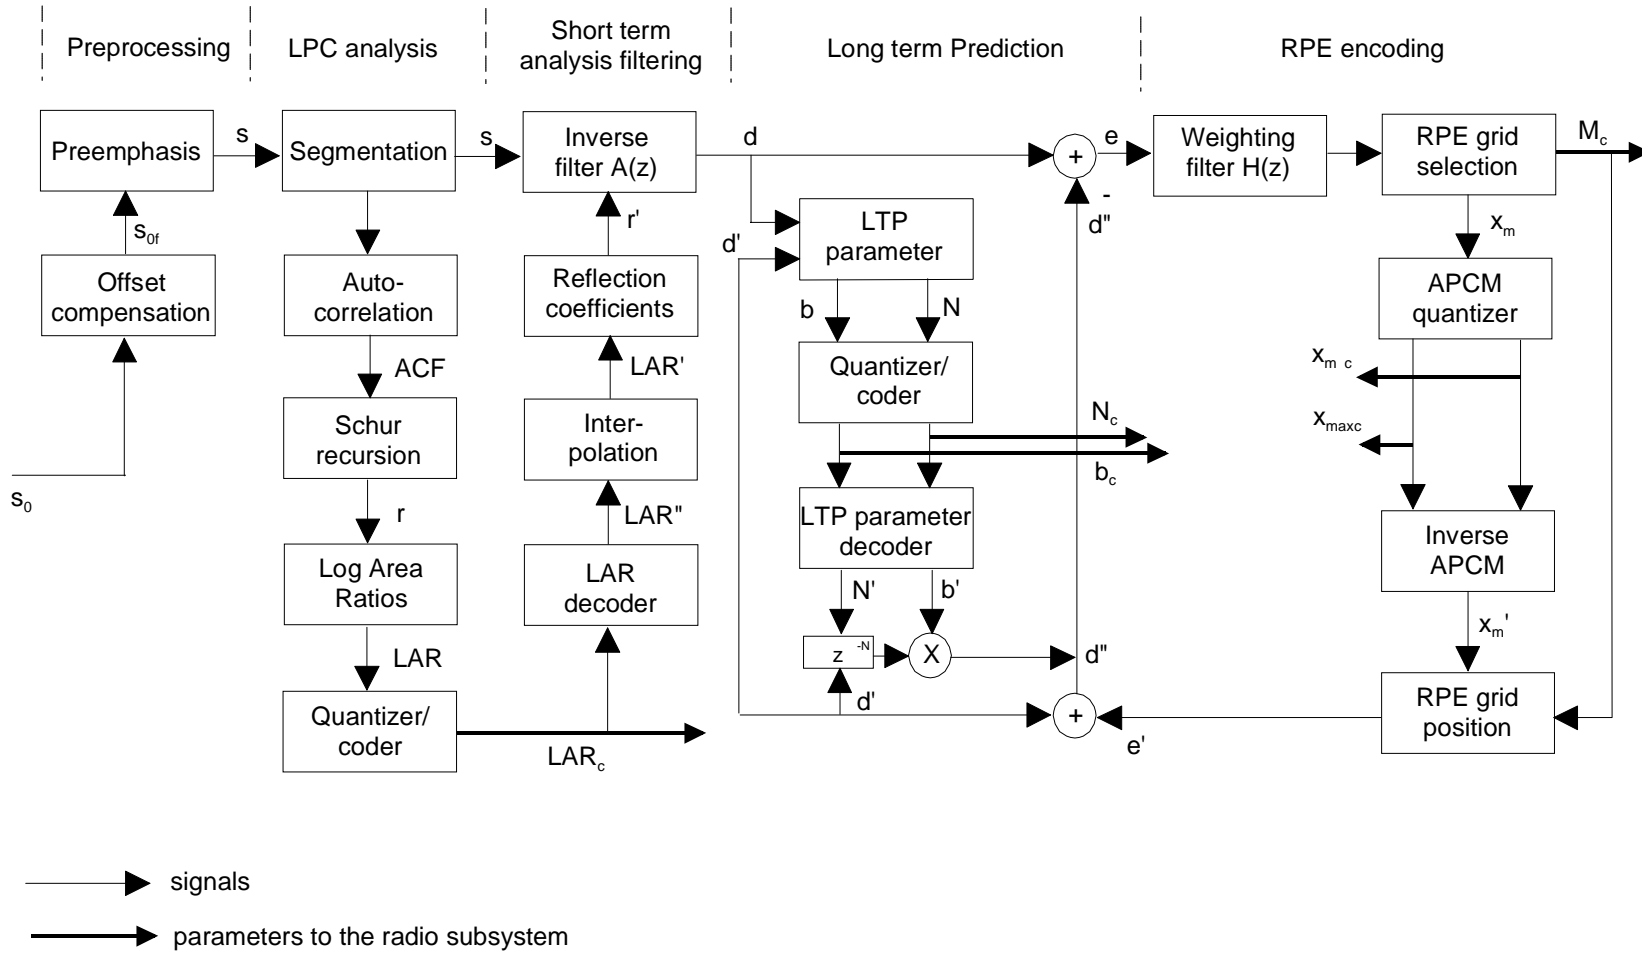 Preprocessing
LPC analysis
Short term
analysis filtering
Long term Prediction
RPE encoding
Preemphasis
s
Segmentation
s
Inverse
filter A(z)
d
+
e
-
d"
Weighting
filter H(z)
RPE grid
selection
Mc
s0f
Offset
compensation
s0
Auto-
correlation
ACF
Schur
recursion
r
Log Area
Ratios
LAR
Quantizer/
coder
LARc
r'
Reflection
coefficients
LAR'
Inter-
polation
LAR"
LAR
decoder
d'
LTP
parameter
b
N
Quantizer/
coder
Nc
bc
LTP parameter
decoder
N'
b'
z -N
X
d"
d'
+
e'
xm
APCM
quantizer
xm c
xmaxc
Inverse
APCM
xm'
RPE grid
position
signals
parameters to the radio subsystem